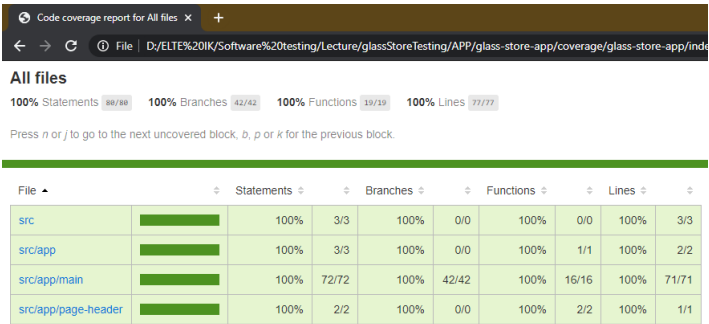 Code coverage report for All files × +
File D:/ELTE%20IK/Software%20testing/Lecture/glassStoreTesting/APP/glass-store-app/coverage/glass-store-app/inde
All files
100% Statements 80/80 100% Branches 42/42 100% Functions 19/19 100% Lines 77/77
Press n or j to go to the next uncovered block, b, p or k for the previous block.
File Statements Branches Functions Lines
src 100% 3/3 100% 0/0 100% 0/0 100% 3/3
src/app 100% 3/3 100% 0/0 100% 1/1 100% 2/2
src/app/main 100% 72/72 100% 42/42 100% 16/16 100% 71/71
src/app/page-header 100% 2/2 100% 0/0 100% 2/2 100% 1/1